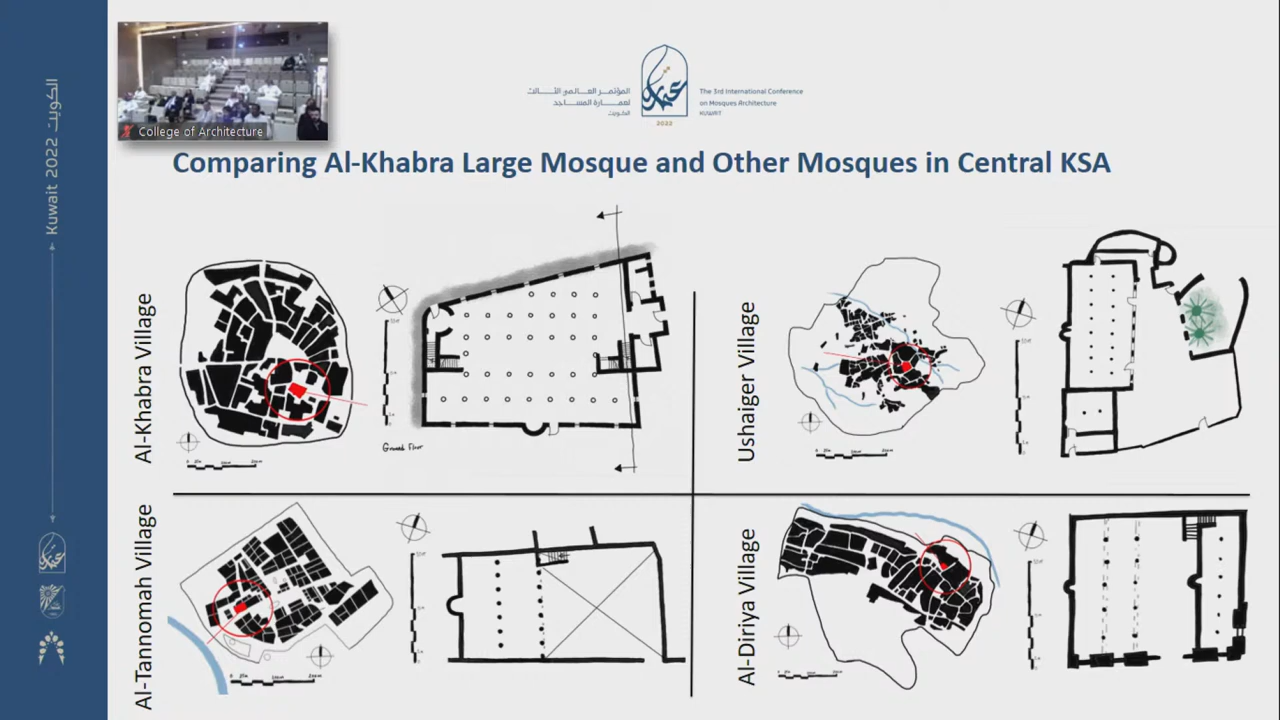 الكويت Kuwait 2022
College of Architecture
المؤتمر العالمي الثالث
لعمارة المساجد
الكويت
2022
The 3rd International Conference
on Mosques Architecture
KUWAIT
Comparing Al-Khabra Large Mosque and Other Mosques in Central KSA
Al-Khabra Village
Ground Floor
Ushaiger Village
Al-Tannomah Village
Al-Diriya Village